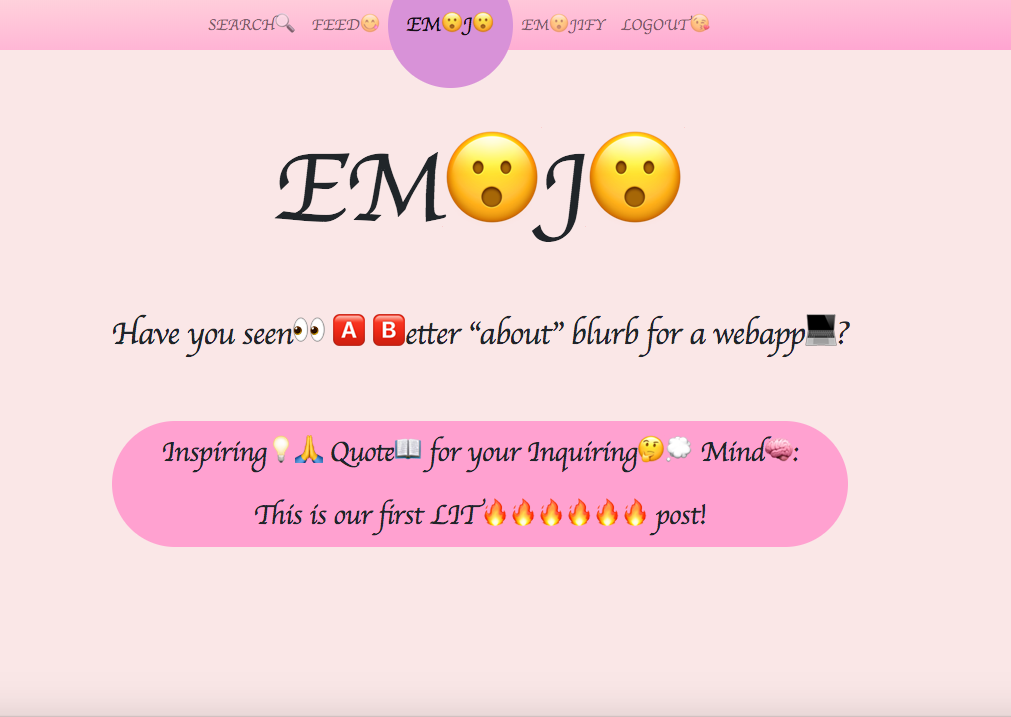 SEARCH🔍 FEED😋 EM😮J😮 EM😮JIFY LOGOUT😘
EM😮J😮
Have you seen👀 🅰 🅱etter “about” blurb for a webapp💻?
Inspiring💡🙏 Quote📖 for your Inquiring🤔💭 Mind🧠:
This is our first LIT🔥🔥🔥🔥🔥🔥 post!